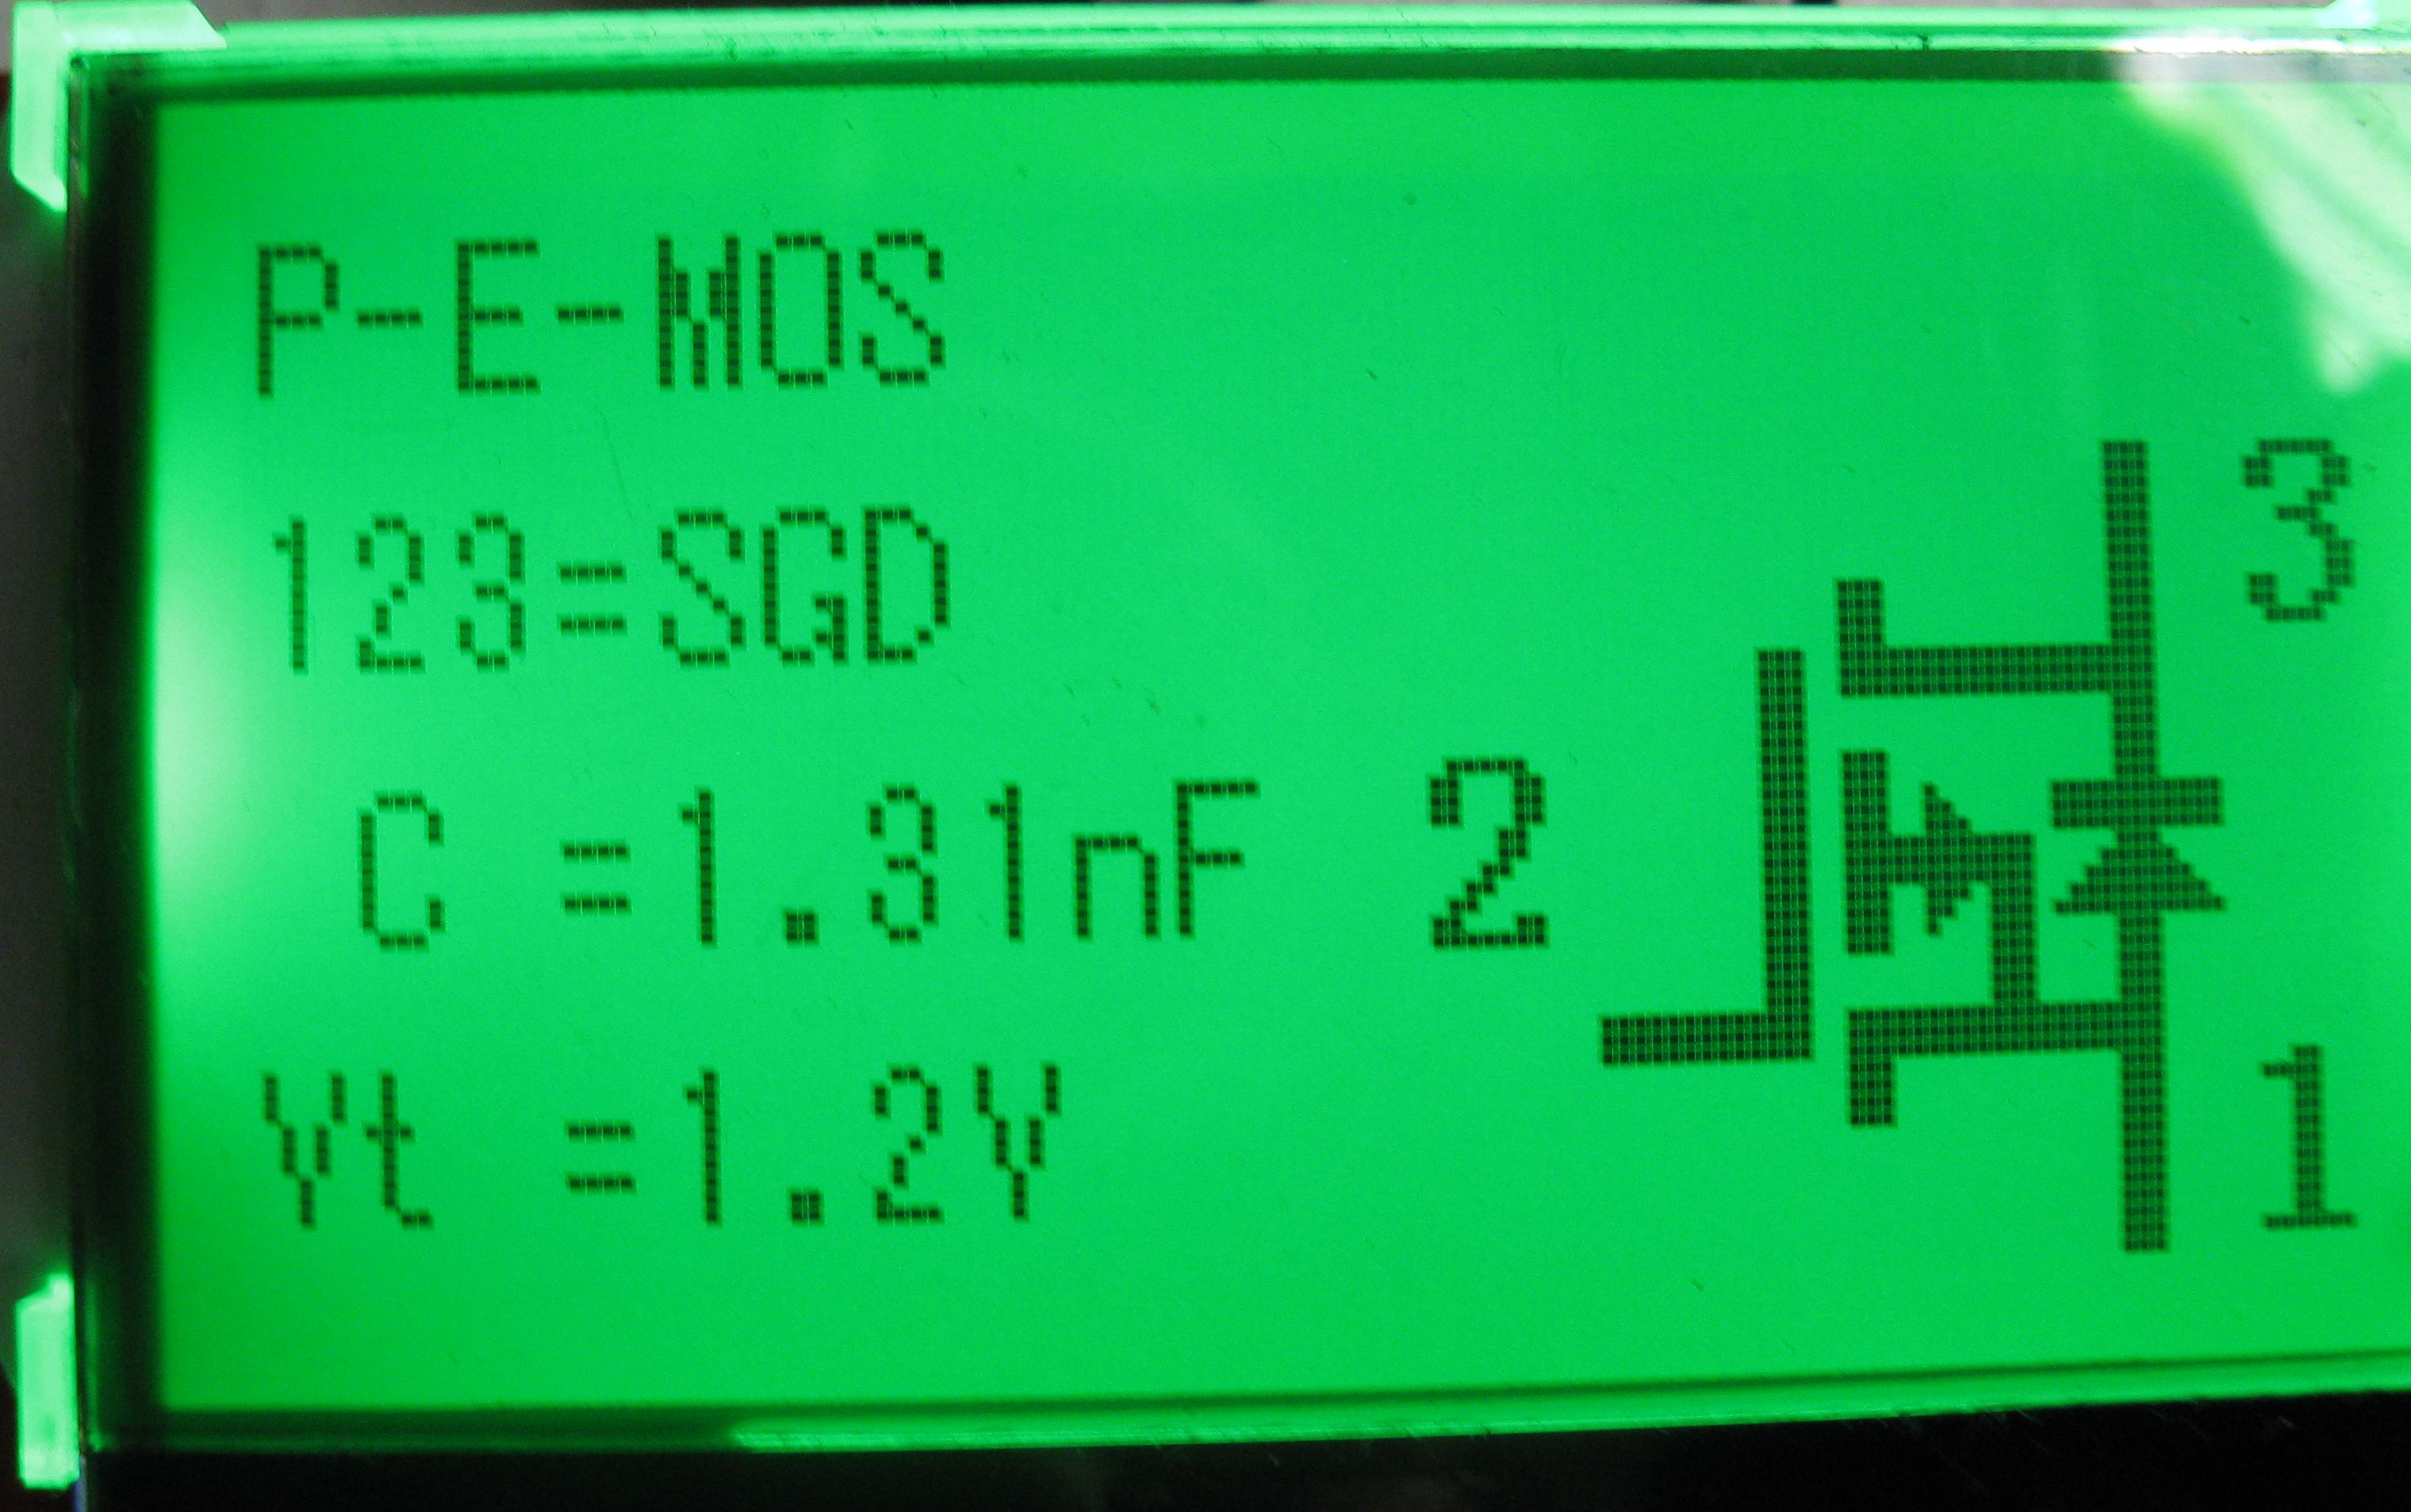 P-E-MOS
123=SGD
C =1.31nF
Vt =1.2V
3
2
1